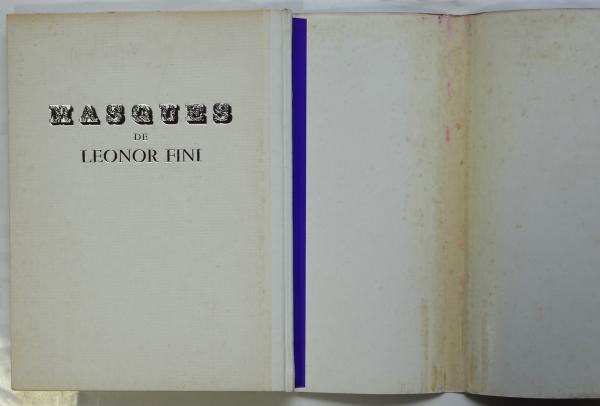 MASQUES
DE
LEONOR FINI